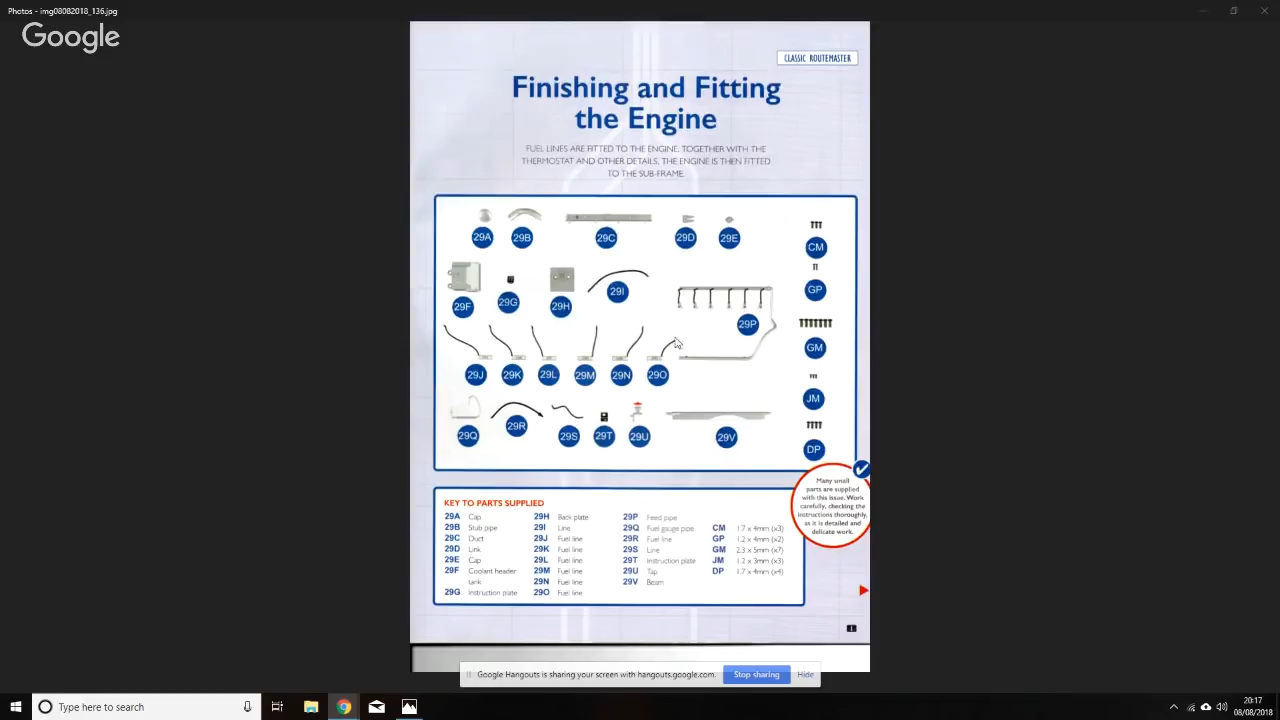 Photos - img08082018_136.jpg
Google
CLASSIC ROUTEMASTER
Finishing and Fitting
the Engine
FUEL LINES ARE FITTED TO THE ENGINE, TOGETHER WITH THE
THERMOSTAT AND OTHER DETAILS. THE ENGINE IS THEN FITTED
TO THE SUB-FRAME.
29A 29B 29C 29D 29E CM
29F 29G 29H 29I 29P GP
GM
29J 29K 29L 29M 29N 29O JM
29Q 29R 29S 29T 29U 29V DP
Many small
parts are supplied
with this issue. Work
carefully, checking the
instructions thoroughly,
as it is detailed and
delicate work.
KEY TO PARTS SUPPLIED
29A Cap
29B Stub pipe
29C Duct
29D Link
29E Cap
29F Coolant header
tank
29G Instruction plate
29H Back plate
29I Line
29J Fuel line
29K Fuel line
29L Fuel line
29M Fuel line
29N Fuel line
29O Fuel line
29P Feed pipe
29Q Fuel gauge pipe
29R Fuel line
29S Line
29T Instruction plate
29U Tap
29V Beam
CM 1.7 x 4mm (x3)
GP 1.2 x 4mm (x2)
GM 2.3 x 5mm (x7)
JM 1.2 x 3mm (x3)
DP 1.7 x 4mm (x4)
1
Google Hangouts is sharing your screen with hangouts.google.com. Stop sharing Hide
Type here to search
20:17
08/08/2018